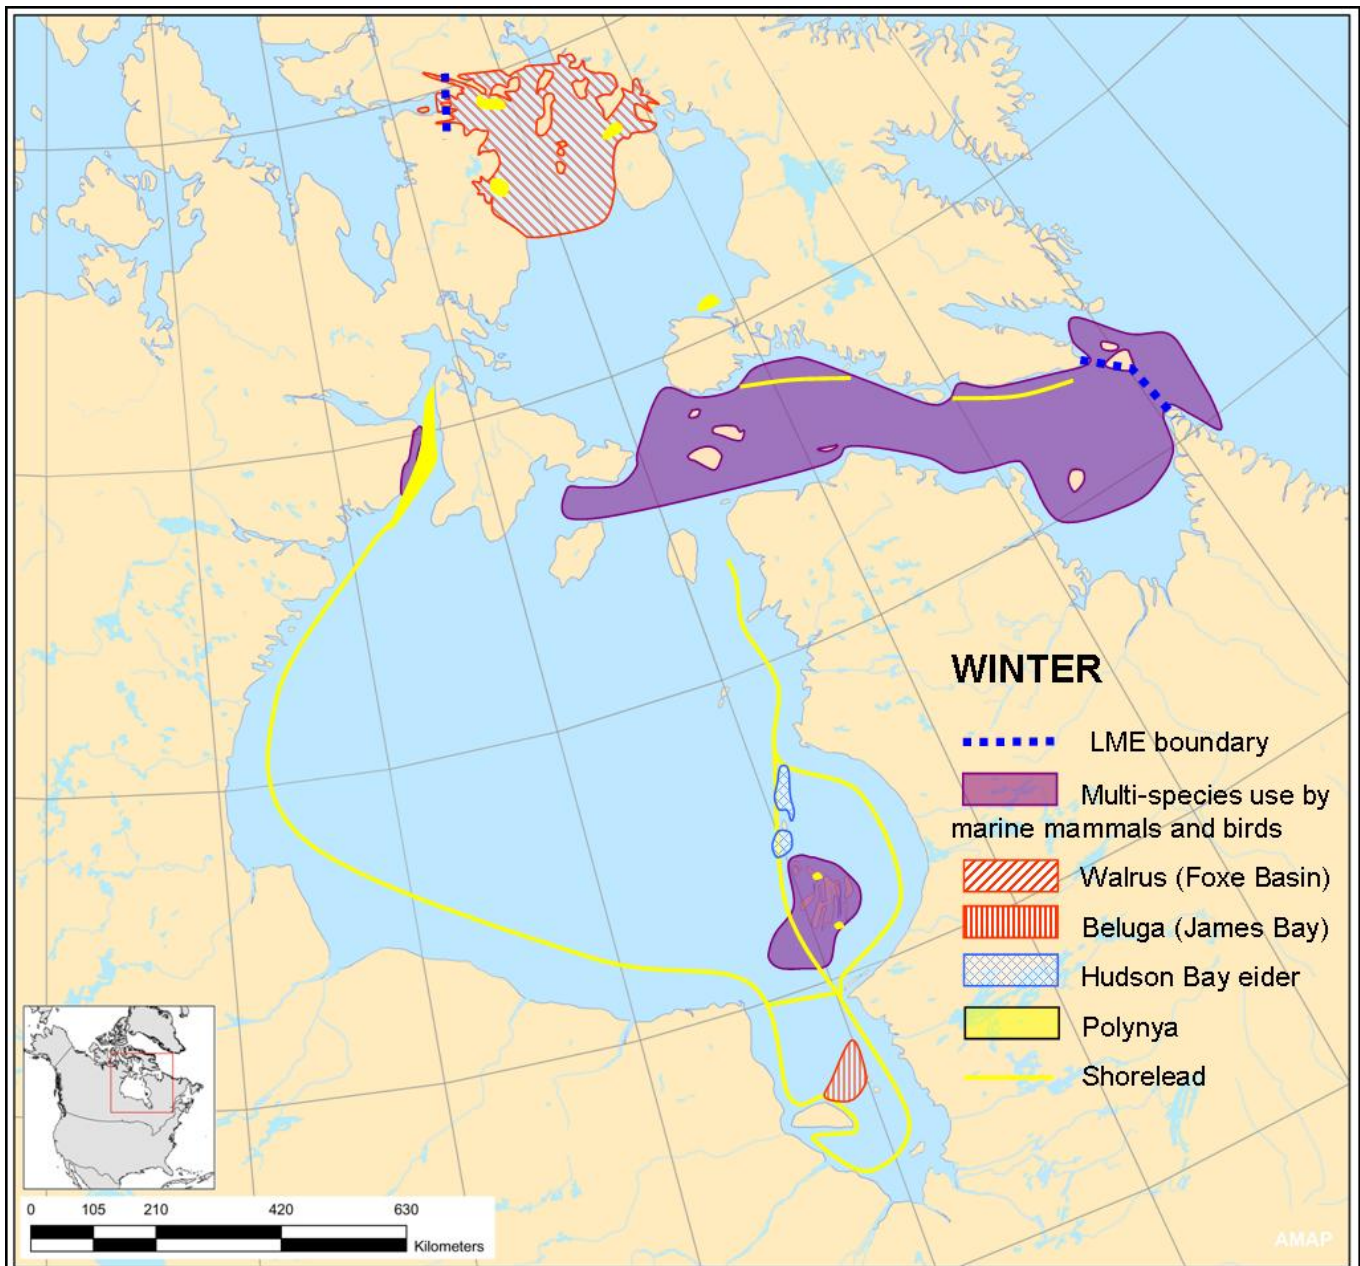 WINTER
LME boundary
Multi-species use by
marine mammals and birds
Walrus (Foxe Basin)
Beluga (James Bay)
Hudson Bay eider
Polynya
Shorelead
0 105 210 420 630
Kilometers
AMAP